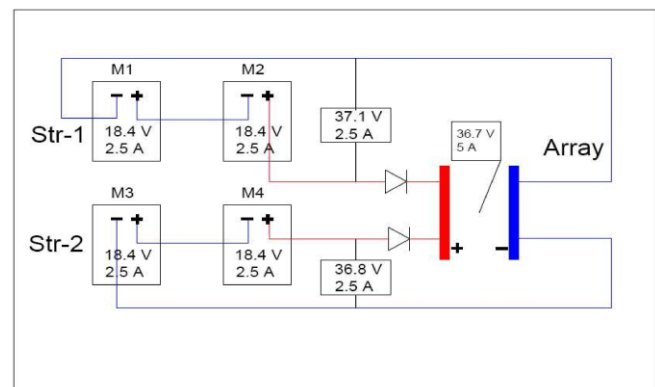 M1
M2
- +
- +
37.1 V
2.5 A
36.7 V
5 A
Array
Str-1
18.4 V
2.5 A
18.4 V
2.5 A
M3
M4
- +
- +
Str-2
+
-
18.4 V
2.5 A
18.4 V
2.5 A
36.8 V
2.5 A